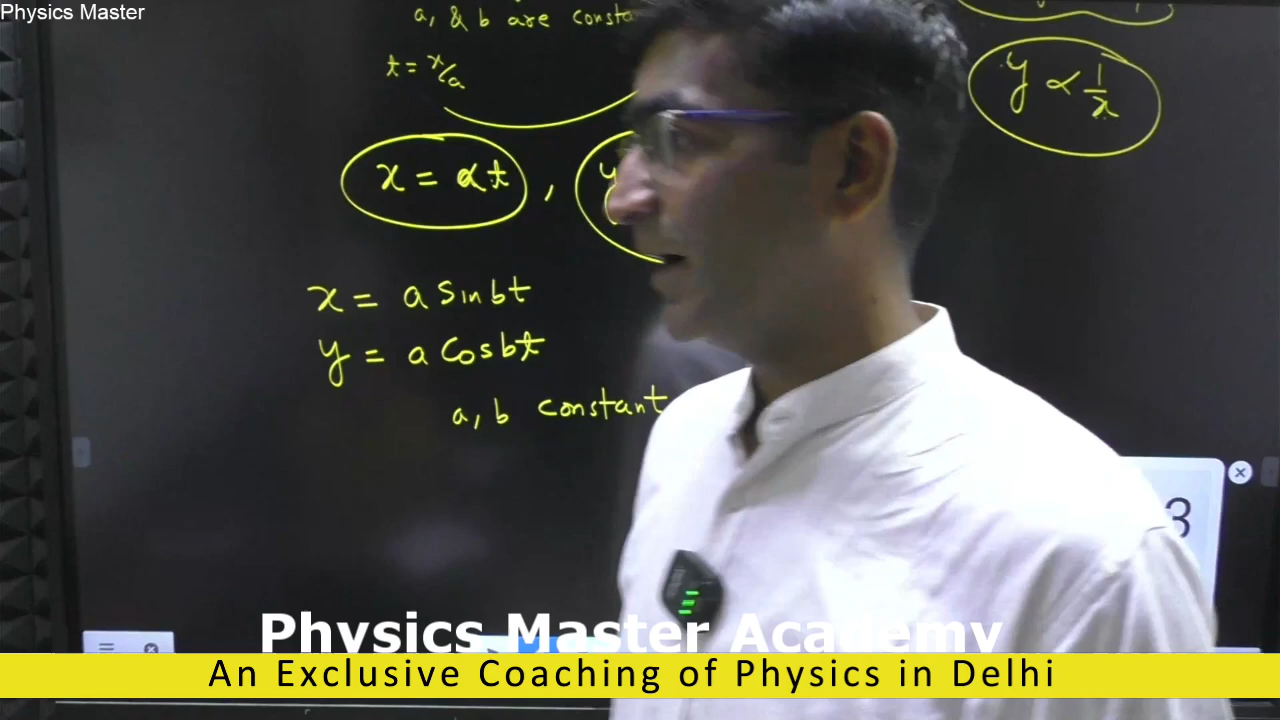 Physics Master
a, & b are
t = x/a
y ∝ 1/x
x = αt , y
x = a sin bt
y = a cos bt
a, b constant
3
Physics Master Academy
An Exclusive Coaching of Physics in Delhi